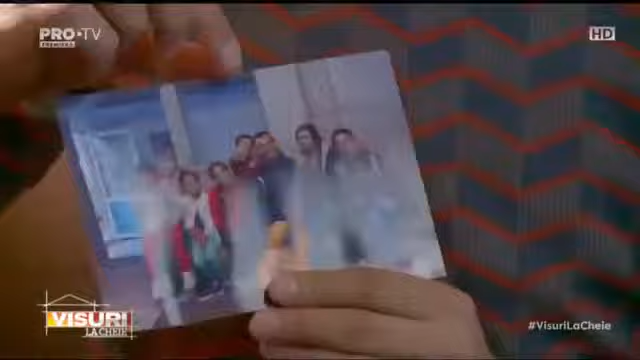 PRO•TV
PREMIERĂ
HD
VISURI
LA CHEIE
#VisuriLaCheie